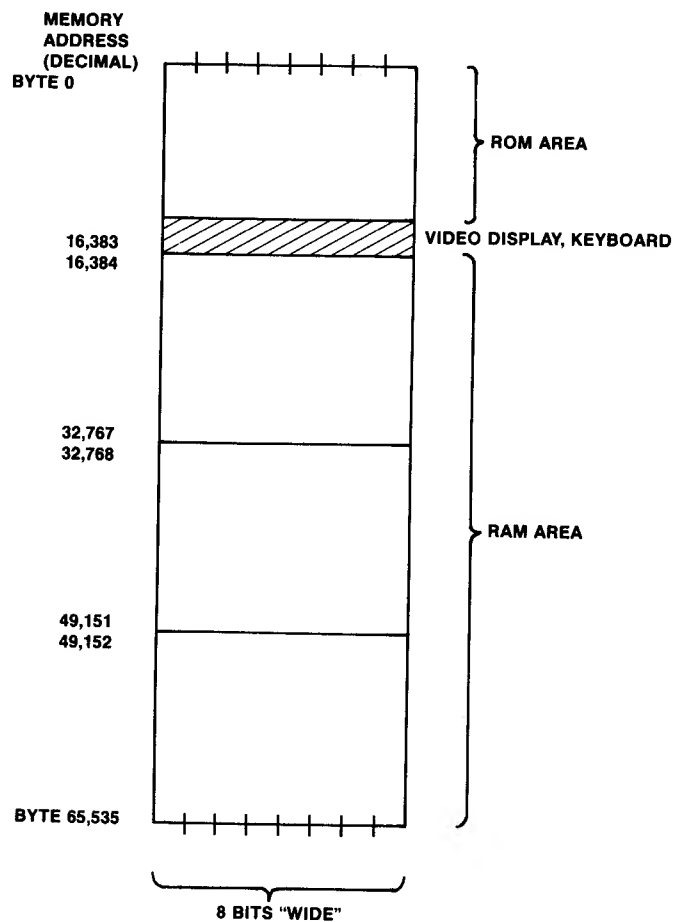 MEMORY
ADDRESS
(DECIMAL)
BYTE 0
ROM AREA
16,383
VIDEO DISPLAY, KEYBOARD
16,384
32,767
32,768
RAM AREA
49,151
49,152
BYTE 65,535
8 BITS "WIDE"